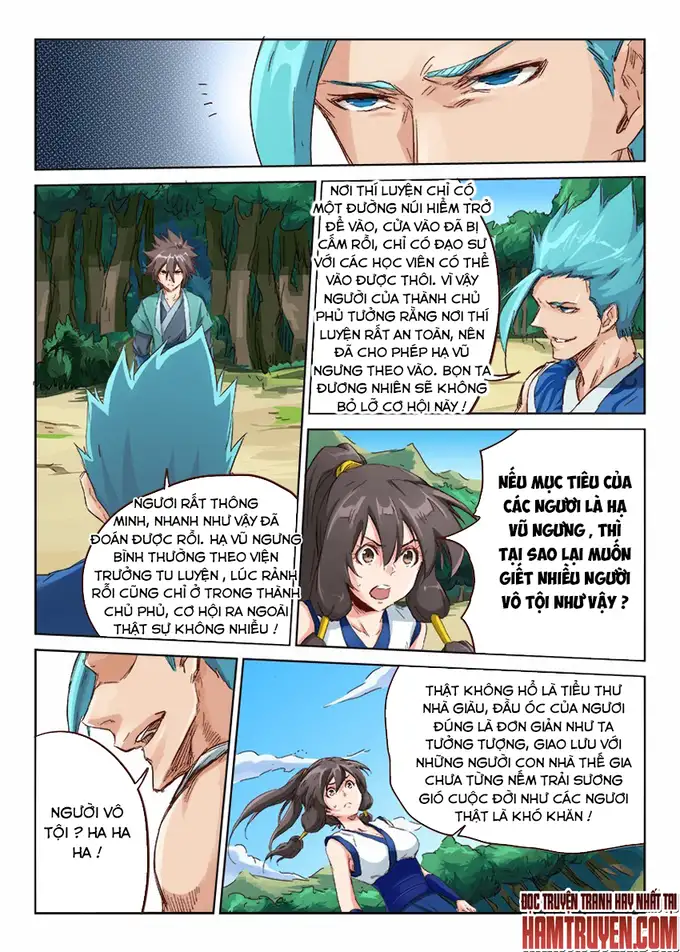 NGƯƠI RẤT THÔNG
MINH, NHANH NHƯ VẬY ĐÃ
ĐOÁN ĐƯỢC RỒI. HẠ VŨ NGƯNG
BÌNH THƯỜNG THEO VIỆN
TRƯỞNG TU LUYỆN, LÚC RẢNH
RỖI CŨNG CHỈ Ở TRONG THÀNH
CHỦ PHỦ, CƠ HỘI RA NGOÀI
THẬT SỰ KHÔNG NHIỀU!
NƠI THÍ LUYỆN CHỈ CÓ
MỘT ĐƯỜNG NÚI HIỂM TRỞ
ĐỂ VÀO, CỬA VÀO ĐÃ BỊ
CẤM RỒI, CHỈ CÓ ĐẠO SƯ
VỚI CÁC HỌC VIÊN CÓ THỂ
VÀO ĐƯỢC THÔI. VÌ VẬY
NGƯỜI CỦA THÀNH CHỦ
PHỦ TƯỞNG RẰNG NƠI THÍ
LUYỆN RẤT AN TOÀN, NÊN
ĐÃ CHO PHÉP HẠ VŨ
NGƯNG THEO VÀO. BỌN TA
ĐƯƠNG NHIÊN SẼ KHÔNG
BỎ LỠ CƠ HỘI NÀY!
NẾU MỤC TIÊU CỦA
CÁC NGƯƠI LÀ HẠ
VŨ NGƯNG, THÌ
TẠI SAO LẠI MUỐN
GIẾT NHIỀU NGƯỜI
VÔ TỘI NHƯ VẬY?
NGƯỜI VÔ
TỘI? HA HA
HA!
THẬT KHÔNG HỔ LÀ TIỂU THƯ
NHÀ GIÀU, ĐẦU ÓC CỦA NGƯƠI
ĐÚNG LÀ ĐƠN GIẢN NHƯ TA
TƯỞNG TƯỢNG, GIAO LƯU VỚI
NHỮNG NGƯỜI CON NHÀ THẾ GIA
CHƯA TỪNG NẾM TRẢI SƯƠNG
GIÓ CUỘC ĐỜI NHƯ CÁC NGƯƠI
THẬT LÀ KHÓ KHĂN!
ĐỌC TRUYỆN TRANH HAY NHẤT TẠI
HAMTRUYEN.COM